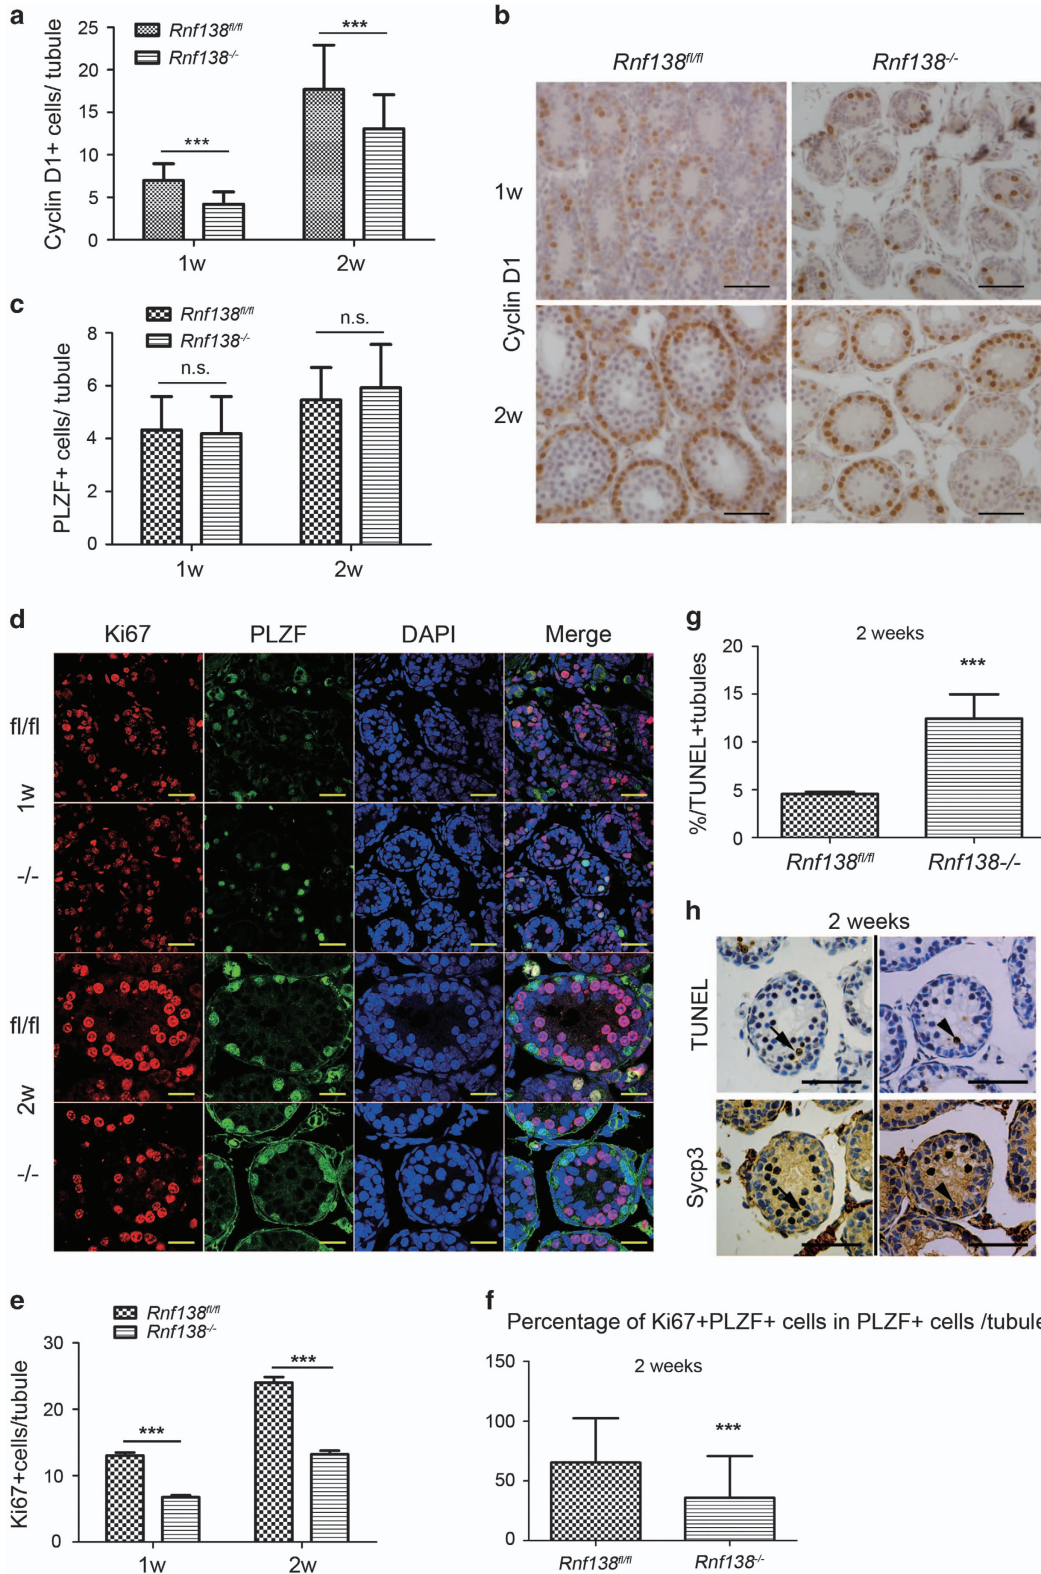 a
Rnf138fl/fl
Rnf138-/-
Cyclin D1+ cells/ tubule
25
20
15
10
5
0
***
***
1w
2w
b
Rnf138fl/fl
Rnf138-/-
Cyclin D1
1w
2w
c
Rnf138fl/fl
Rnf138-/-
PLZF+ cells/ tubule
8
6
4
2
0
n.s.
n.s.
1w
2w
d
Ki67
PLZF
DAPI
Merge
fl/fl
1w
-/-
fl/fl
2w
-/-
g
2 weeks
%/TUNEL+tubules
20
15
10
5
0
***
Rnf138fl/fl
Rnf138-/-
h
2 weeks
TUNEL
Sycp3
e
Rnf138fl/fl
Rnf138-/-
Ki67+cells/tubule
30
20
10
0
***
***
1w
2w
f
Percentage of Ki67+PLZF+ cells in PLZF+ cells /tubule
2 weeks
150
100
50
0
***
Rnf138fl/fl
Rnf138-/-